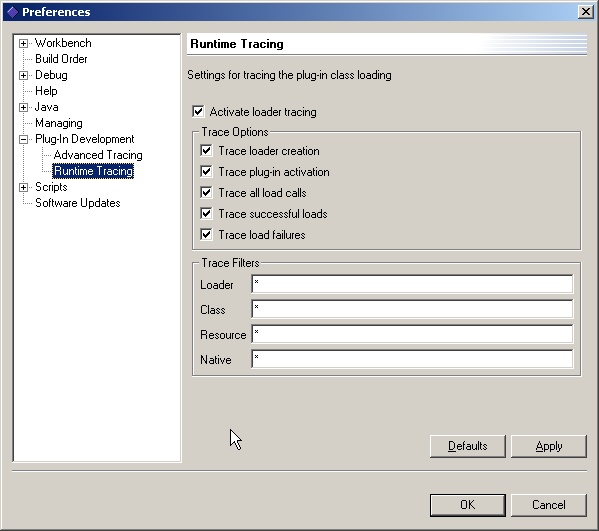 Preferences
Workbench
Build Order
Debug
Help
Java
Managing
Plug-In Development
Advanced Tracing
Runtime Tracing
Scripts
Software Updates
Runtime Tracing
Settings for tracing the plug-in class loading
Activate loader tracing
Trace Options
Trace loader creation
Trace plug-in activation
Trace all load calls
Trace successful loads
Trace load failures
Trace Filters
Loader *
Class *
Resource *
Native *
Defaults Apply
OK Cancel